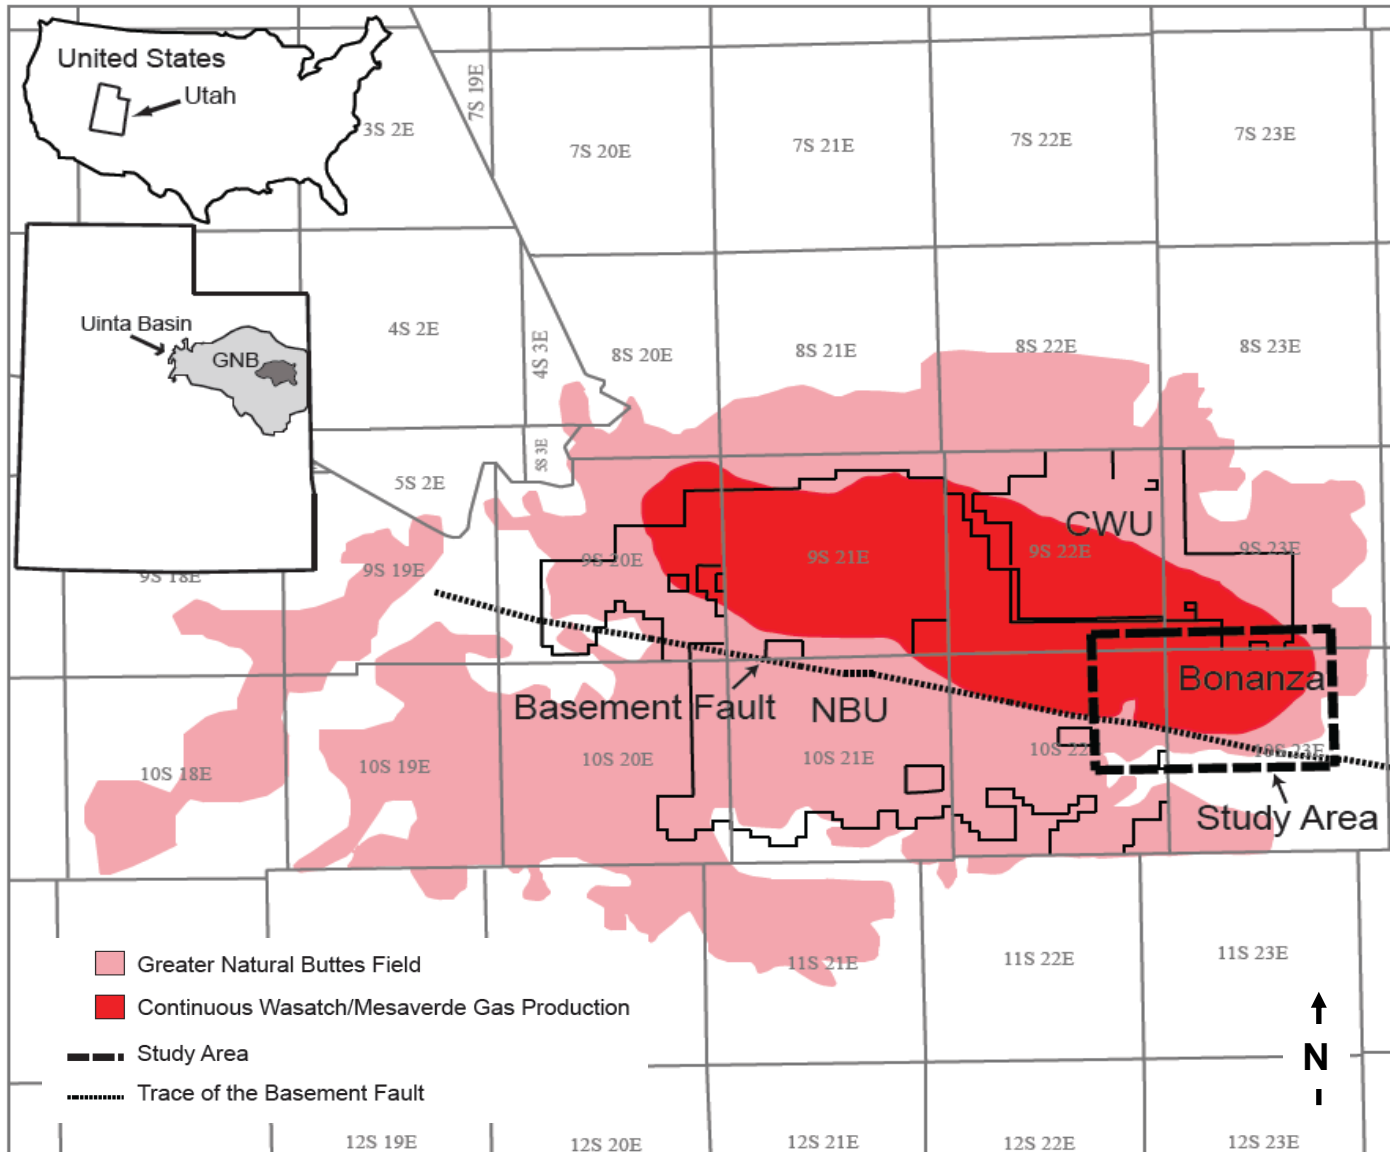 United States
Utah
3S 2E
7S 19E
7S 20E
7S 21E
7S 22E
7S 23E
Uinta Basin
GNB
4S 2E
4S 3E
8S 20E
8S 21E
8S 22E
8S 23E
5S 2E
5S 3E
CWU
9S 18E
9S 19E
9S 20E
9S 21E
9S 22E
9S 23E
Bonanza
Basement Fault
NBU
10S 18E
10S 19E
10S 20E
10S 21E
10S 22
10S 23E
Study Area
11S 21E
11S 22E
11S 23E
Greater Natural Buttes Field
Continuous Wasatch/Mesaverde Gas Production
Study Area
Trace of the Basement Fault
N
12S 19E
12S 20E
12S 21E
12S 22E
12S 23E